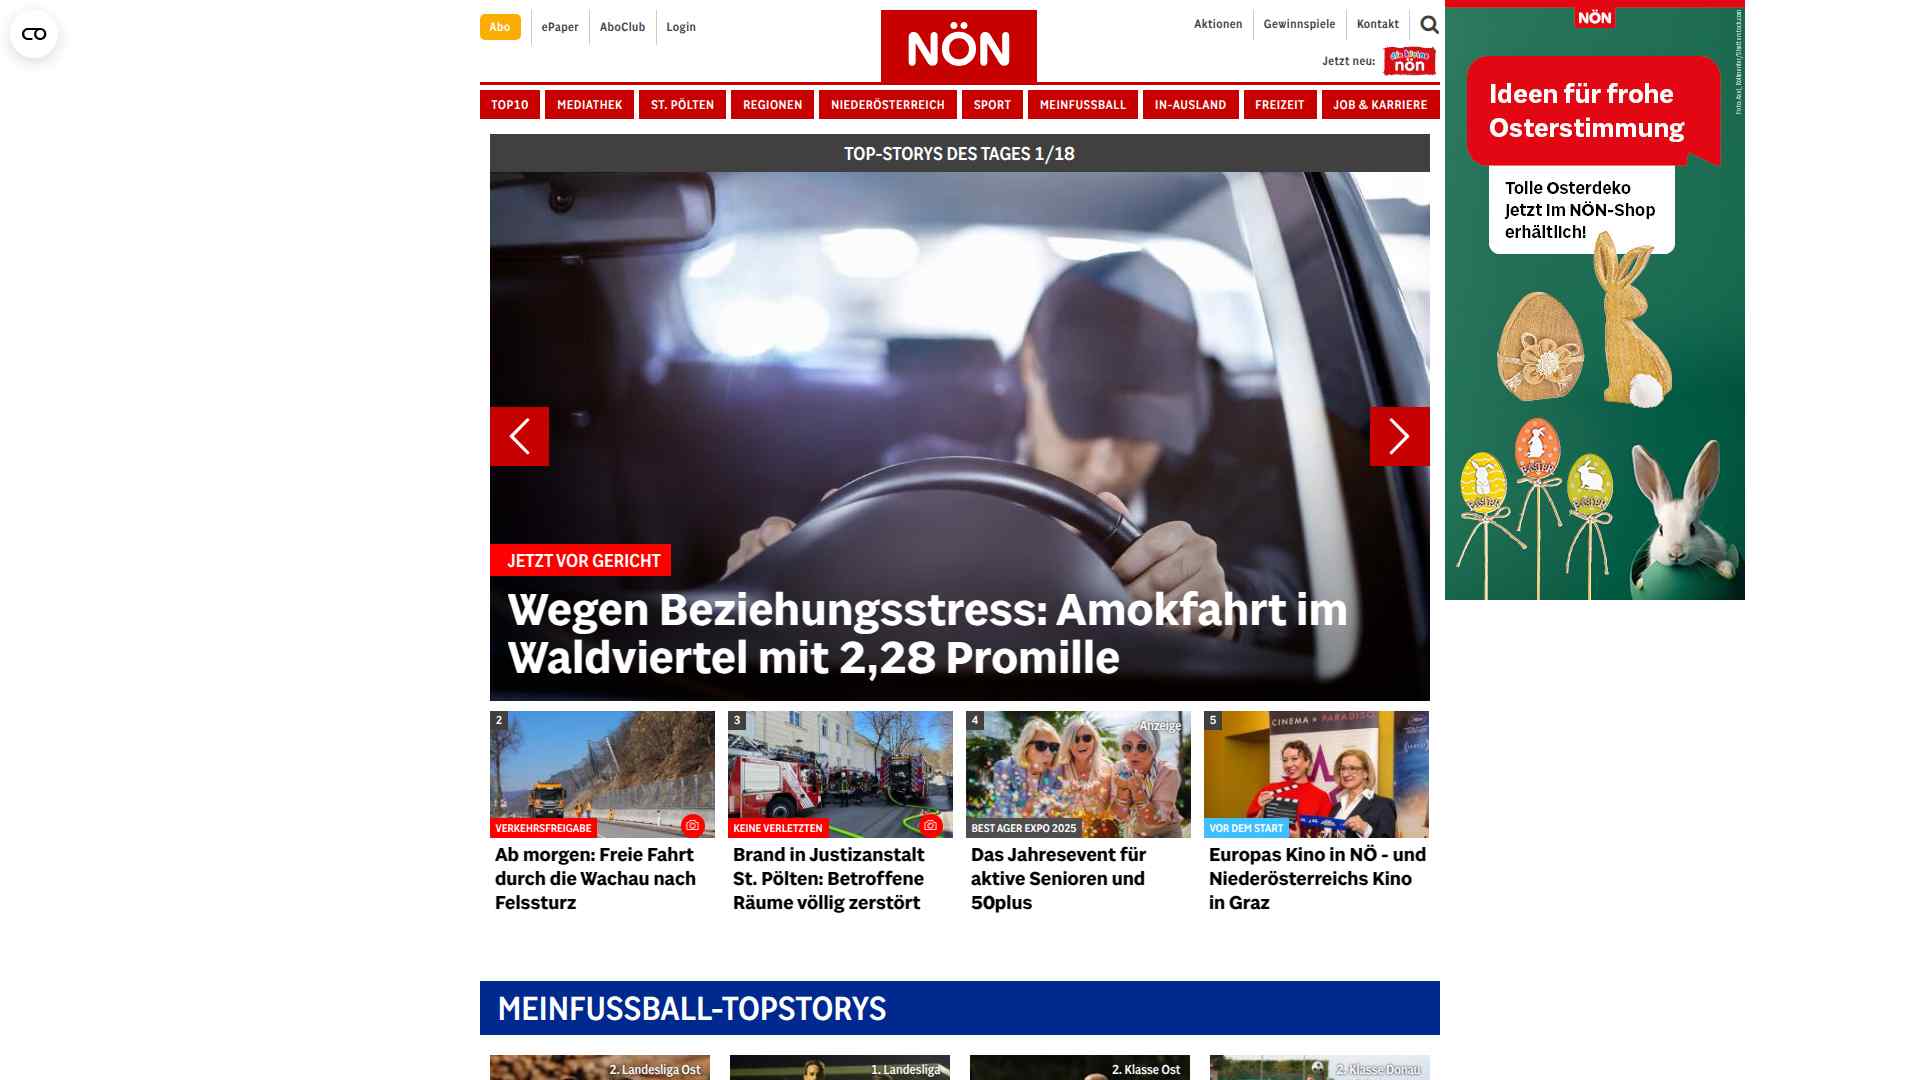 Abo
ePaper
AboClub
Login
NÖN
Aktionen
Gewinnspiele
Kontakt
Jetzt neu:
die kleine
nön
TOP10
MEDIATHEK
ST. PÖLTEN
REGIONEN
NIEDERÖSTERREICH
SPORT
MEINFUSSBALL
IN-AUSLAND
FREIZEIT
JOB & KARRIERE
TOP-STORYS DES TAGES 1/18
JETZT VOR GERICHT
Wegen Beziehungsstress: Amokfahrt im
Waldviertel mit 2,28 Promille
2
VERKEHRSFREIGABE
Ab morgen: Freie Fahrt
durch die Wachau nach
Felssturz
3
KEINE VERLETZTEN
Brand in Justizanstalt
St. Pölten: Betroffene
Räume völlig zerstört
4
Anzeige
BEST AGER EXPO 2025
Das Jahresevent für
aktive Senioren und
50plus
5
CINEMA PARADISO
VOR DEM START
Europas Kino in NÖ - und
Niederösterreichs Kino
in Graz
MEINFUSSBALL-TOPSTORYS
2. Landesliga Ost
1. Landesliga
2. Klasse Ost
2. Klasse Donau
NÖN
Ideen für frohe
Osterstimmung
Tolle Osterdeko
jetzt im NÖN-Shop
erhältlich!
EASTER
EASTER
EASTER